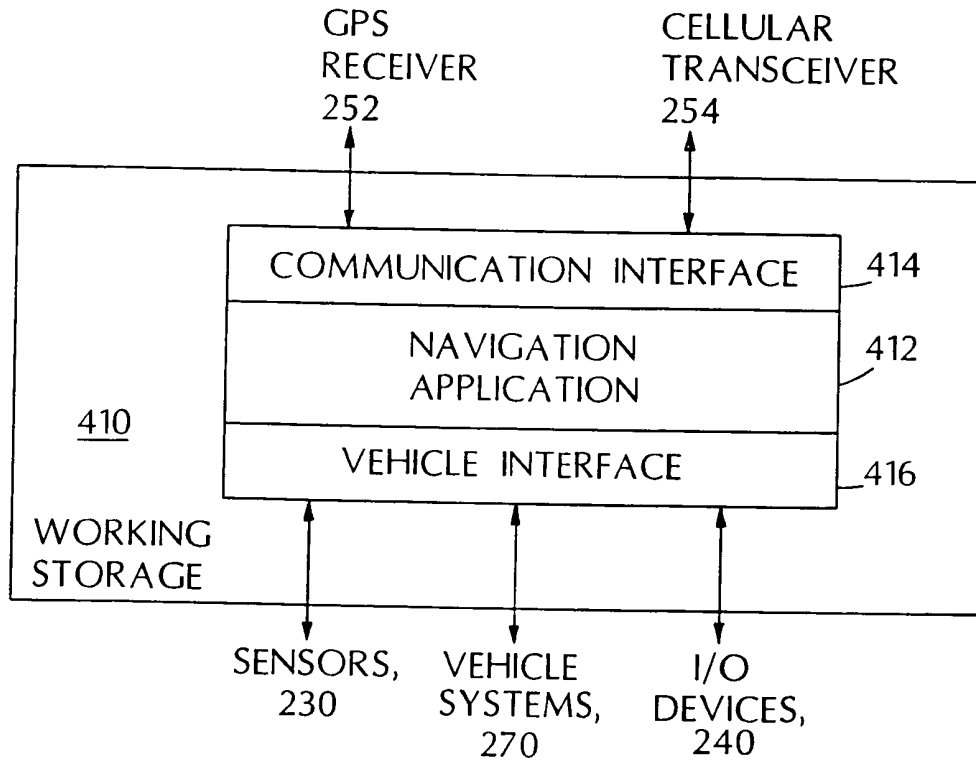 GPS
RECEIVER
252
CELLULAR
TRANSCEIVER
254
COMMUNICATION INTERFACE
414
NAVIGATION
APPLICATION
412
410
VEHICLE INTERFACE
416
WORKING
STORAGE
SENSORS,
230
VEHICLE
SYSTEMS,
270
I/O
DEVICES,
240